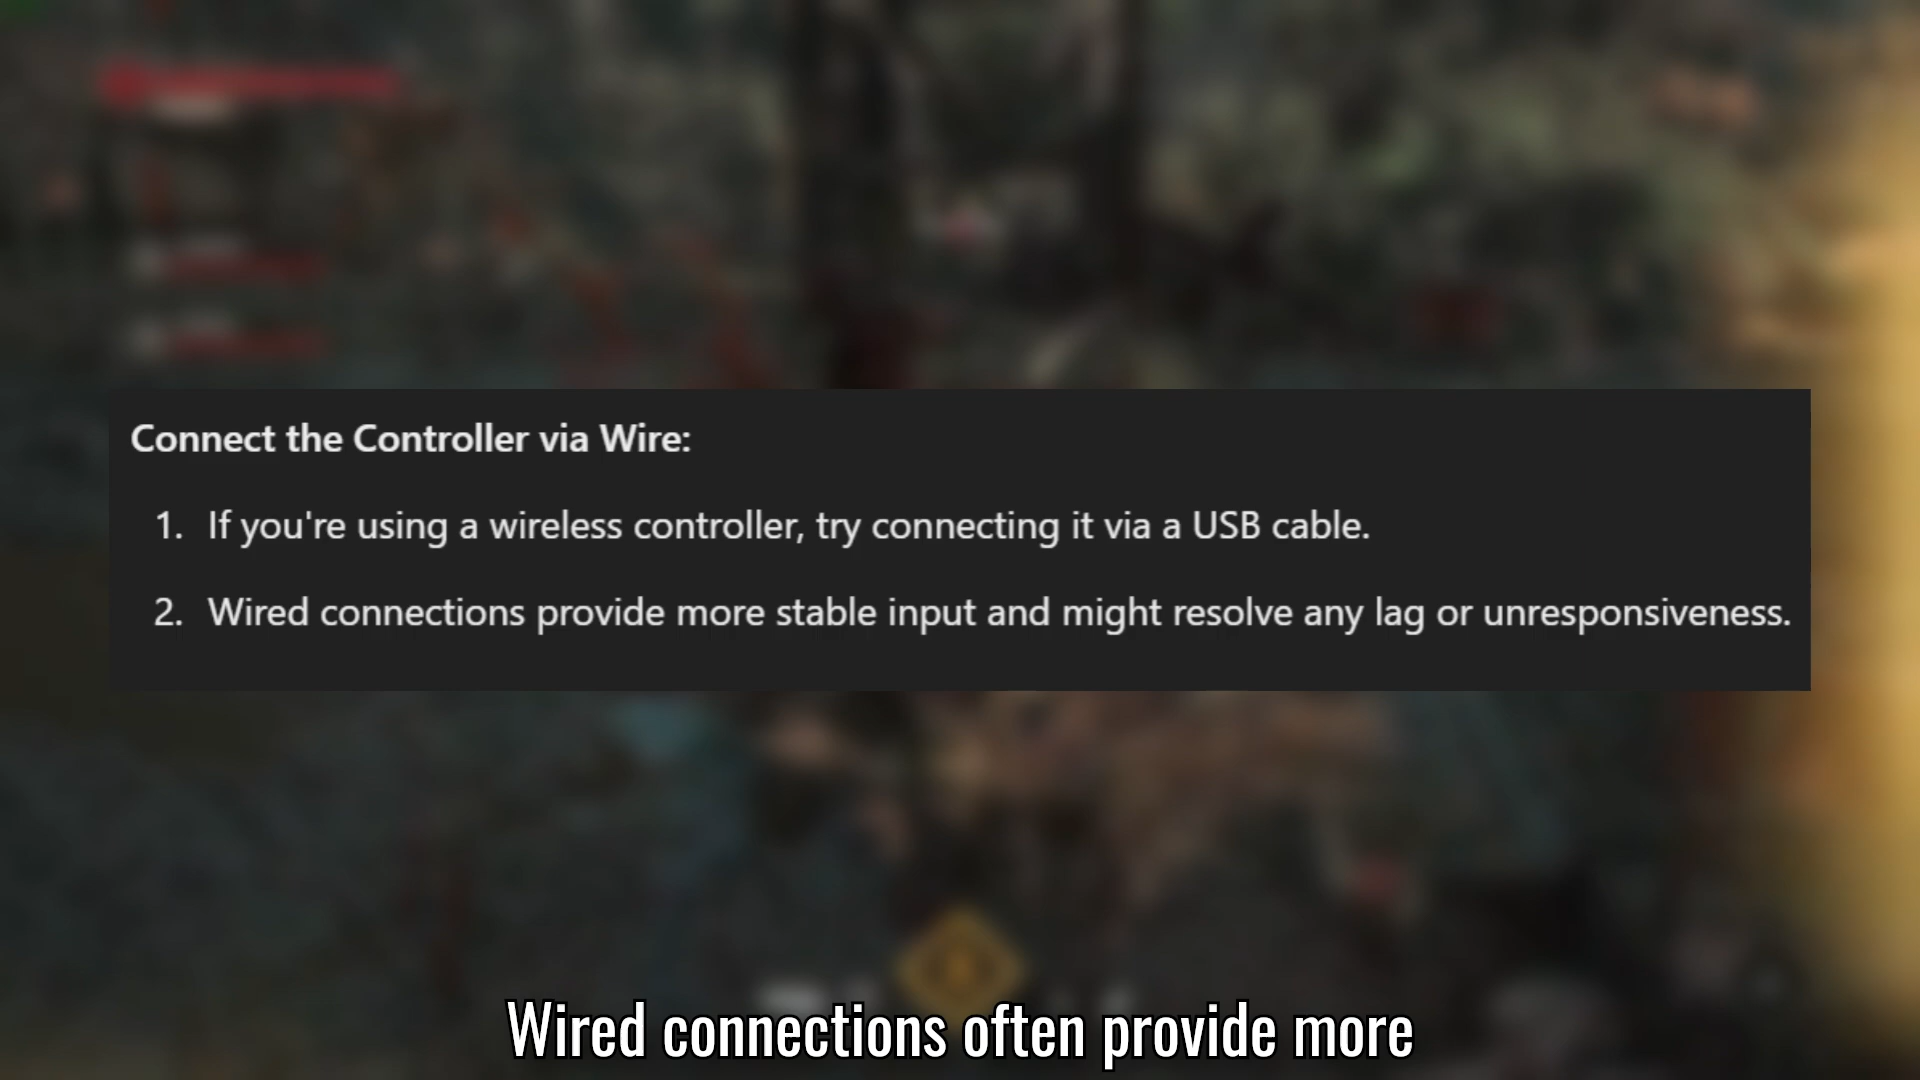 Connect the Controller via Wire:
1. If you're using a wireless controller, try connecting it via a USB cable.
2. Wired connections provide more stable input and might resolve any lag or unresponsiveness.
Wired connections often provide more